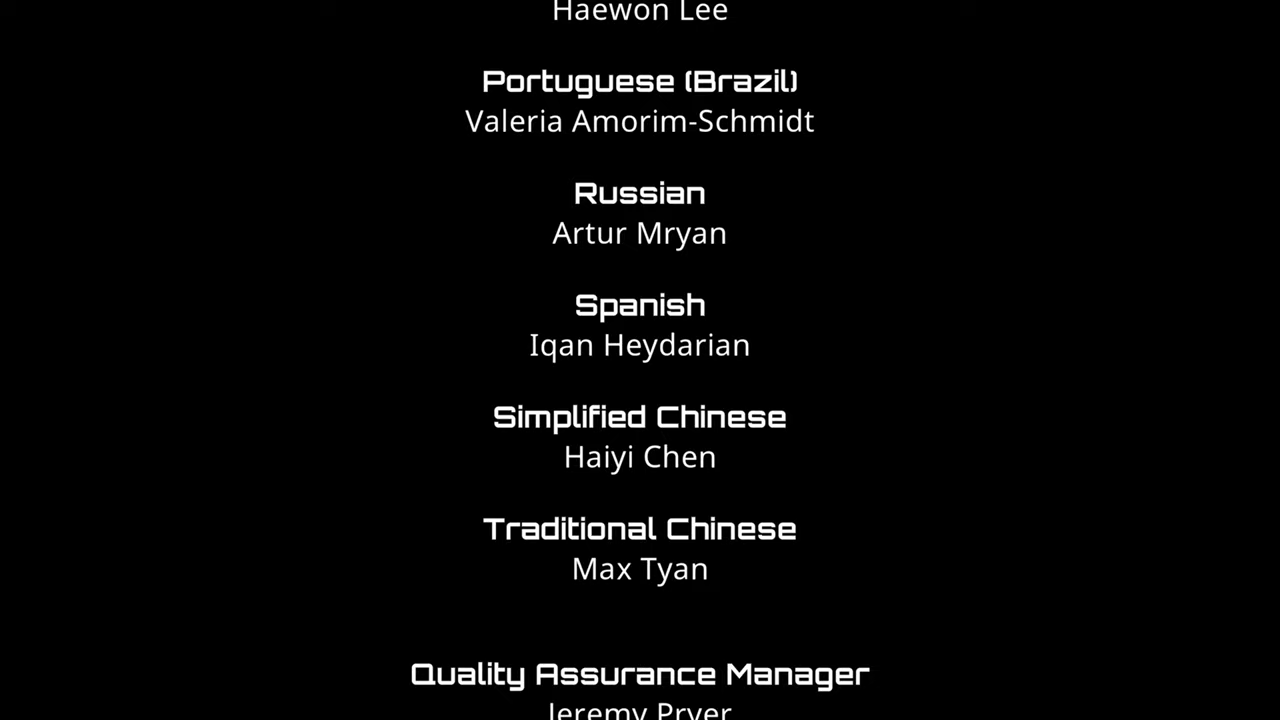 Haewon Lee
Portuguese (Brazil)
Valeria Amorim-Schmidt
Russian
Artur Mryan
Spanish
Iqan Heydarian
Simplified Chinese
Haiyi Chen
Traditional Chinese
Max Tyan
Quality Assurance Manager
Jeremy Pryer